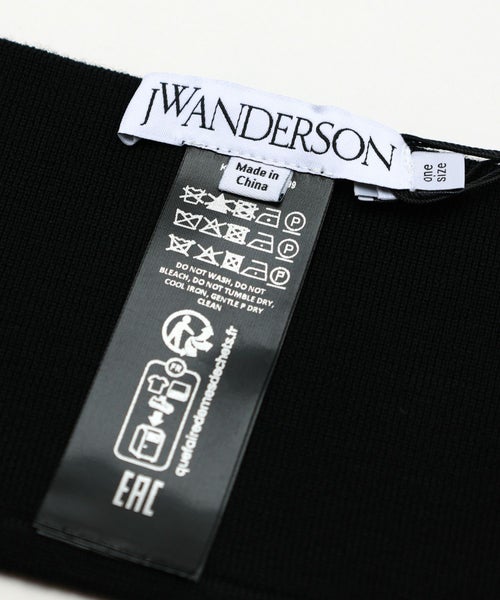 JWANDERSON
one
size
Made in
China
DO NOT WASH, DO NOT
BLEACH, DO NOT TUMBLE DRY,
COOL IRON, GENTLE P DRY
CLEAN
FR
quefairedemesdechets.fr
EAC